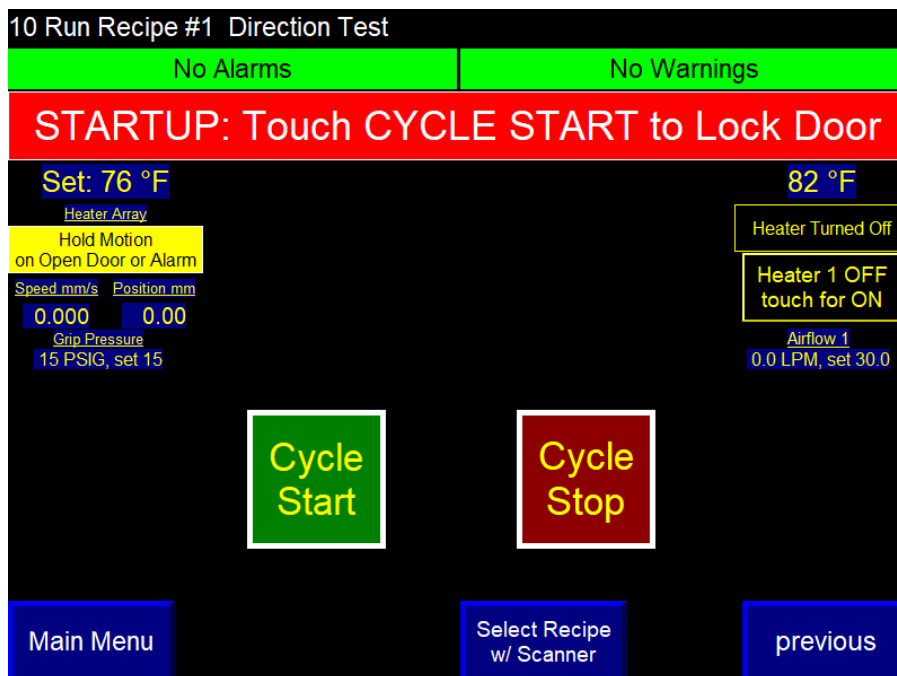 10 Run Recipe #1  Direction Test
No Alarms
No Warnings
STARTUP: Touch CYCLE START to Lock Door
Set: 76 °F
82 °F
Heater Array
Hold Motion
on Open Door or Alarm
Heater Turned Off
Heater 1 OFF
touch for ON
Speed mm/s
Position mm
0.000
0.00
Grip Pressure
15 PSIG, set 15
Airflow 1
0.0 LPM, set 30.0
Cycle
Start
Cycle
Stop
Main Menu
Select Recipe
w/ Scanner
previous